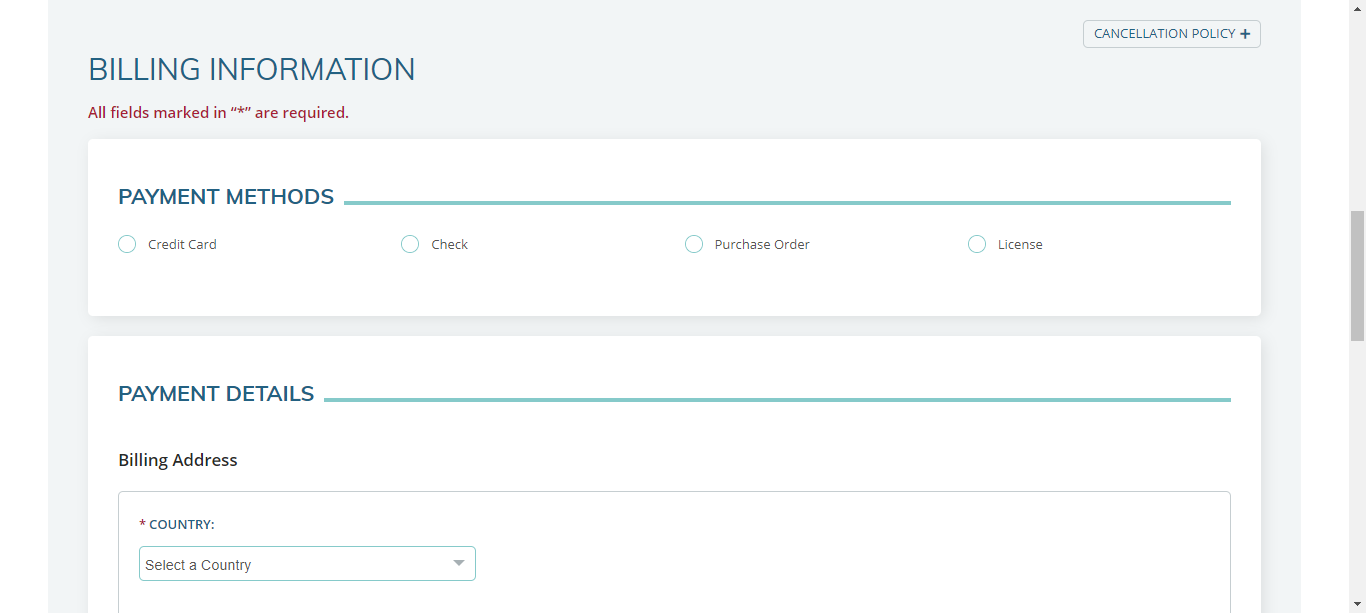 CANCELLATION POLICY +
BILLING INFORMATION
All fields marked in “*” are required.
PAYMENT METHODS
Credit Card Check Purchase Order License
PAYMENT DETAILS
Billing Address
* COUNTRY:
Select a Country